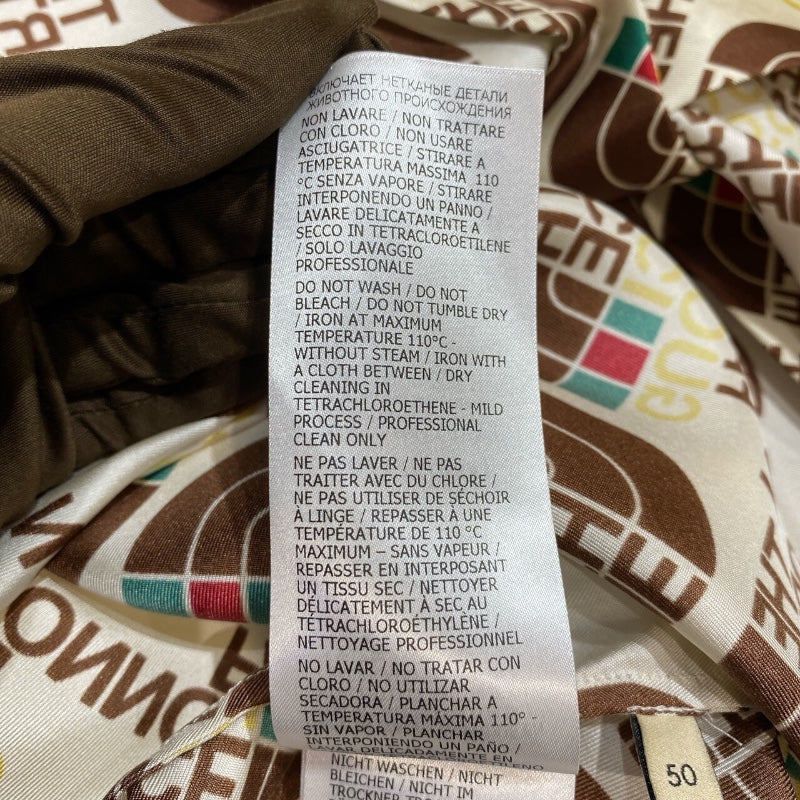 ВКЛЮЧАЕТ НЕТКАНЫЕ ДЕТАЛИ
ЖИВОТНОГО ПРОИСХОЖДЕНИЯ
NON LAVARE / NON TRATTARE
CON CLORO / NON USARE
ASCIUGATRICE / STIRARE A
TEMPERATURA MASSIMA 110
°C SENZA VAPORE / STIRARE
INTERPONENDO UN PANNO /
LAVARE DELICATAMENTE A
SECCO IN TETRACLOROETILENE
/ SOLO LAVAGGIO
PROFESSIONALE
DO NOT WASH / DO NOT
BLEACH / DO NOT TUMBLE DRY
/ IRON AT MAXIMUM
TEMPERATURE 110°C -
WITHOUT STEAM / IRON WITH
A CLOTH BETWEEN / DRY
CLEANING IN
TETRACHLOROETHENE - MILD
PROCESS / PROFESSIONAL
CLEAN ONLY
NE PAS LAVER / NE PAS
TRAITER AVEC DU CHLORE /
NE PAS UTILISER DE SÉCHOIR
À LINGE / REPASSER À UNE
TEMPÉRATURE DE 110 °C
MAXIMUM – SANS VAPEUR /
REPASSER EN INTERPOSANT
UN TISSU SEC / NETTOYER
DÉLICATEMENT À SEC AU
TÉTRACHLOROÉTHYLÈNE /
NETTOYAGE PROFESSIONNEL
NO LAVAR / NO TRATAR CON
CLORO / NO UTILIZAR
SECADORA / PLANCHAR A
TEMPERATURA MÁXIMA 110° -
SIN VAPOR / PLANCHAR
INTERPONIENDO UN PAÑO /
LAVAR DELICADAMENTE EN
NICHT WASCHEN / NICHT
BLEICHEN / NICHT IM
TROCKNER
50
THE
GUCCI